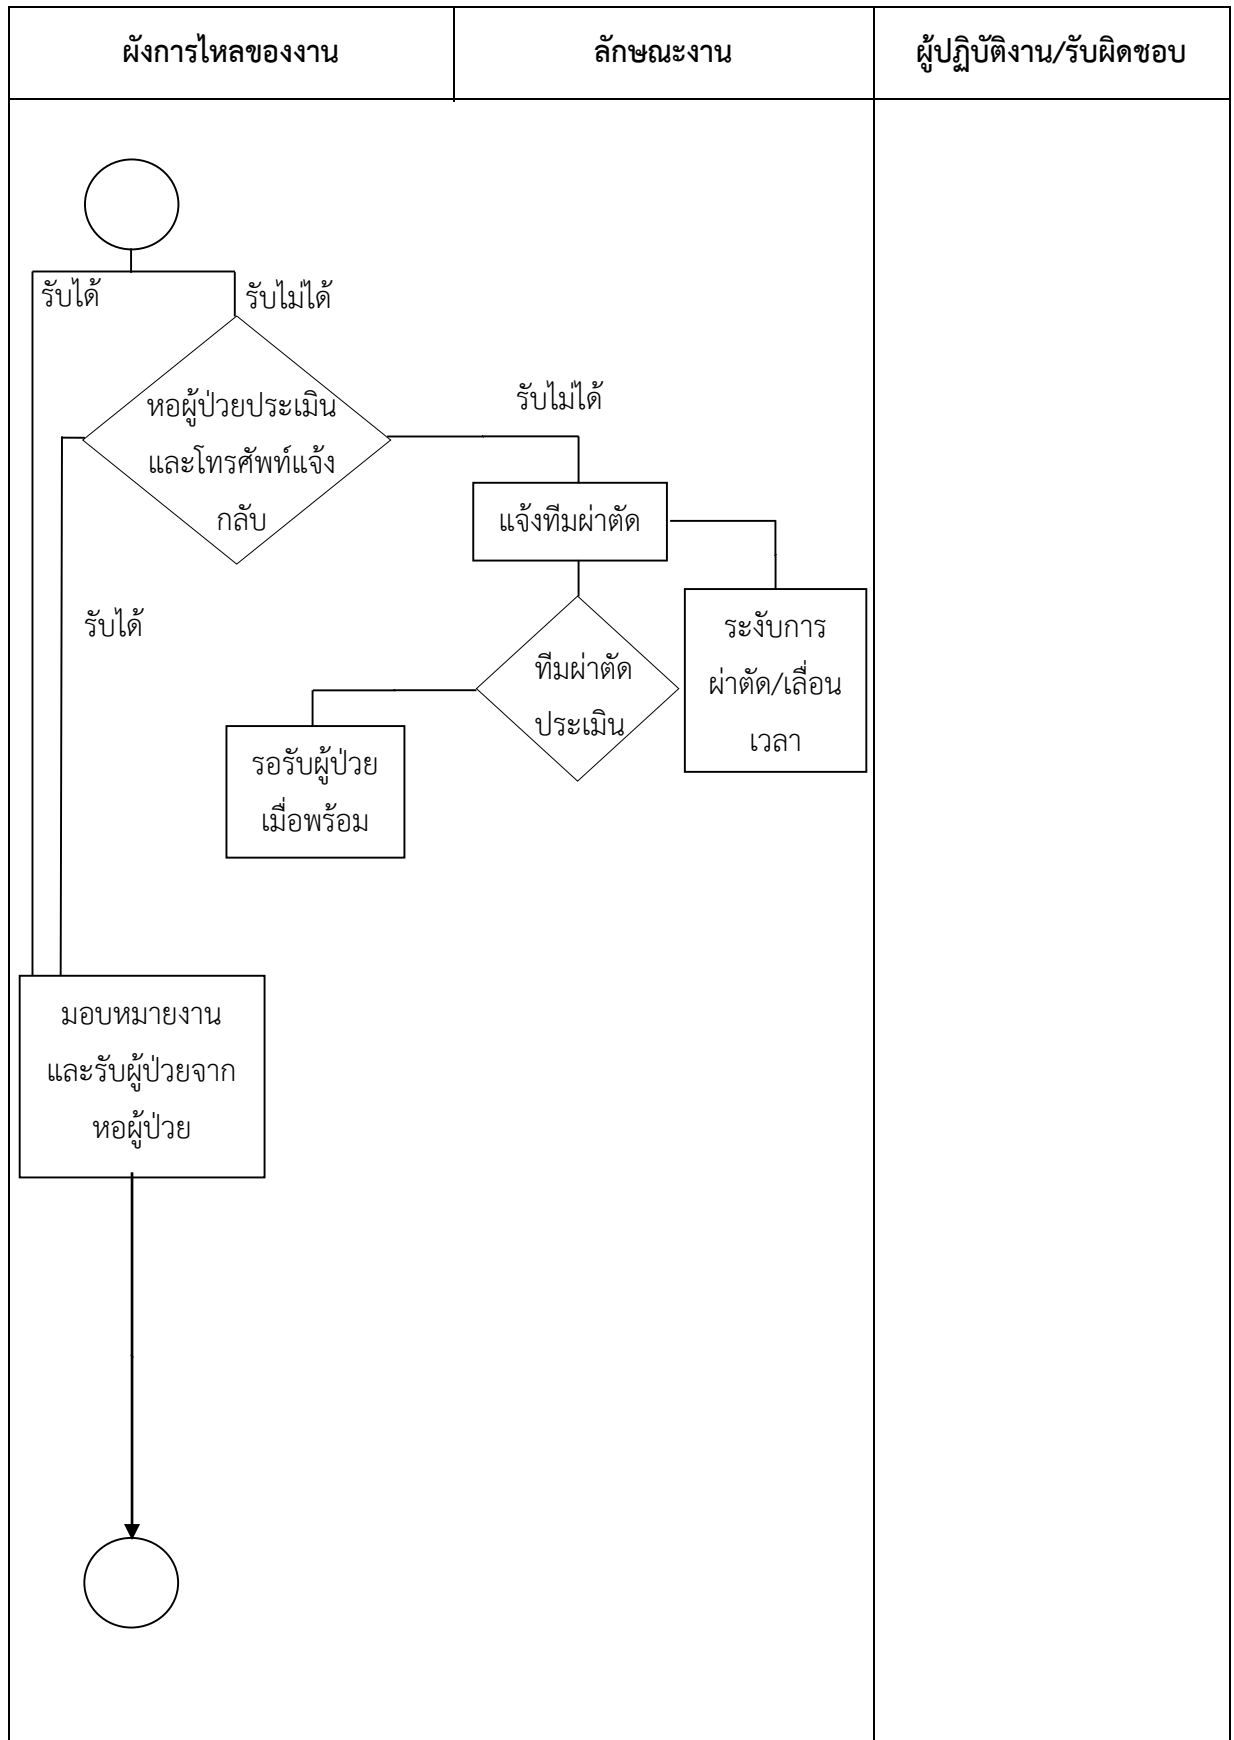 ผังการไหลของงาน
ลักษณะงาน
ผู้ปฏิบัติงาน/รับผิดชอบ
รับได้
รับไม่ได้
หอผู้ป่วยประเมิน
และโทรศัพท์แจ้ง
กลับ
รับไม่ได้
แจ้งทีมผ่าตัด
รับได้
ทีมผ่าตัด
ประเมิน
ระงับการ
ผ่าตัด/เลื่อน
เวลา
รอรับผู้ป่วย
เมื่อพร้อม
มอบหมายงาน
และรับผู้ป่วยจาก
หอผู้ป่วย